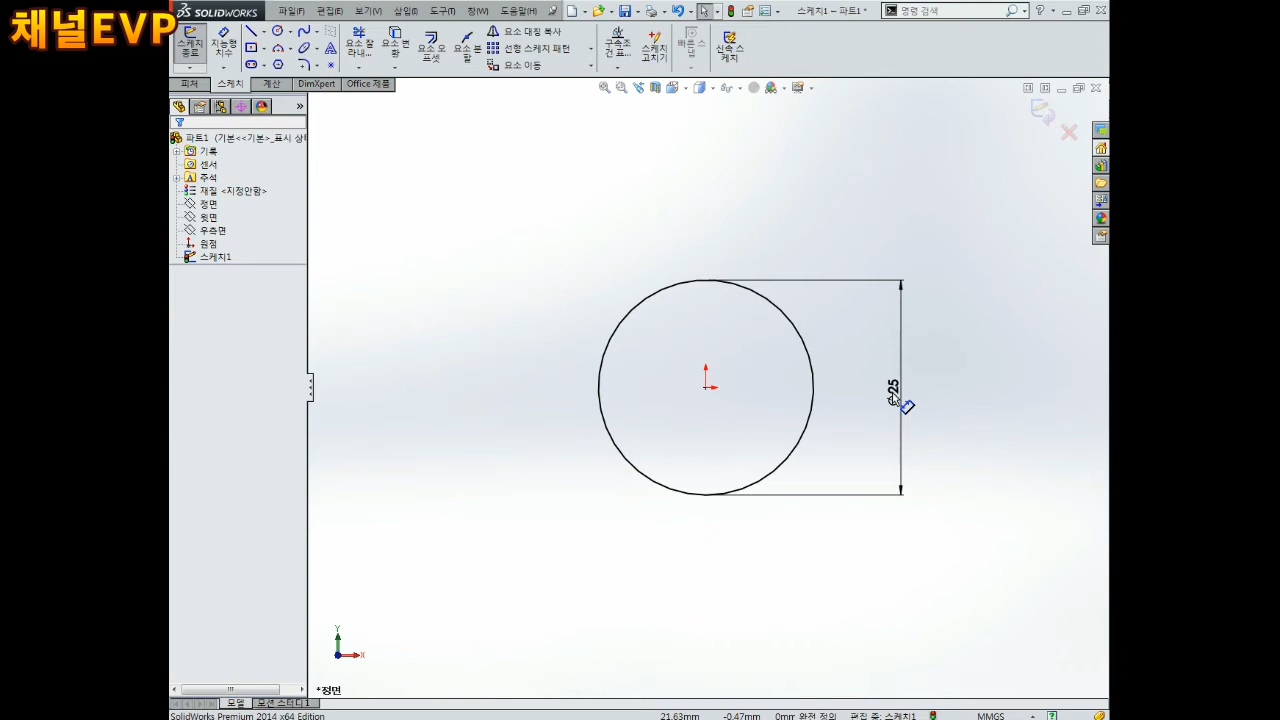 채널EVP
SOLIDWORKS
파일(F) 편집(E) 보기(V) 삽입(I) 도구(T) 창(W) 도움말(H)
스케치1 - 파트1 *
명령 검색
스케치 종료
지능형 치수
요소 잘라내...
요소 변환
요소 오프셋
요소 분할
요소 대칭 복사
선형 스케치 패턴
요소 이동
구속조건 표...
스케치 고치기
빠른 스냅
신속 스케치
피처 스케치 계산 DimXpert Office 제품
파트1 (기본<<기본>_표시 상태
기록
센서
주석
재질 <지정안함>
정면
윗면
우측면
원점
스케치1
25
Y
X
*정면
모델 모션 스터디1
SolidWorks Premium 2014 x64 Edition
21.63mm -0.47mm 0mm 완전 정의 편집 중: 스케치1 MMGS